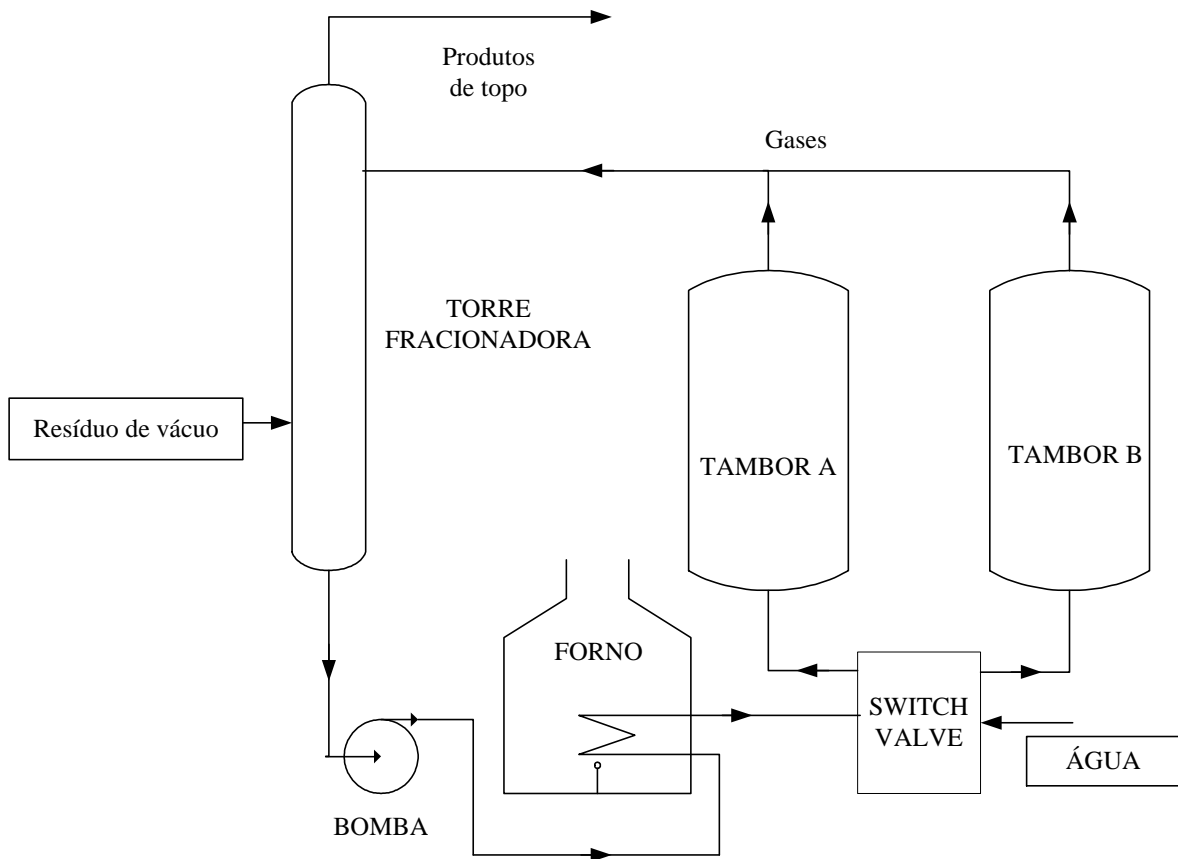 Produtos
de topo
Gases
TORRE
FRACIONADORA
Resíduo de vácuo
TAMBOR A
TAMBOR B
FORNO
SWITCH
VALVE
ÁGUA
BOMBA